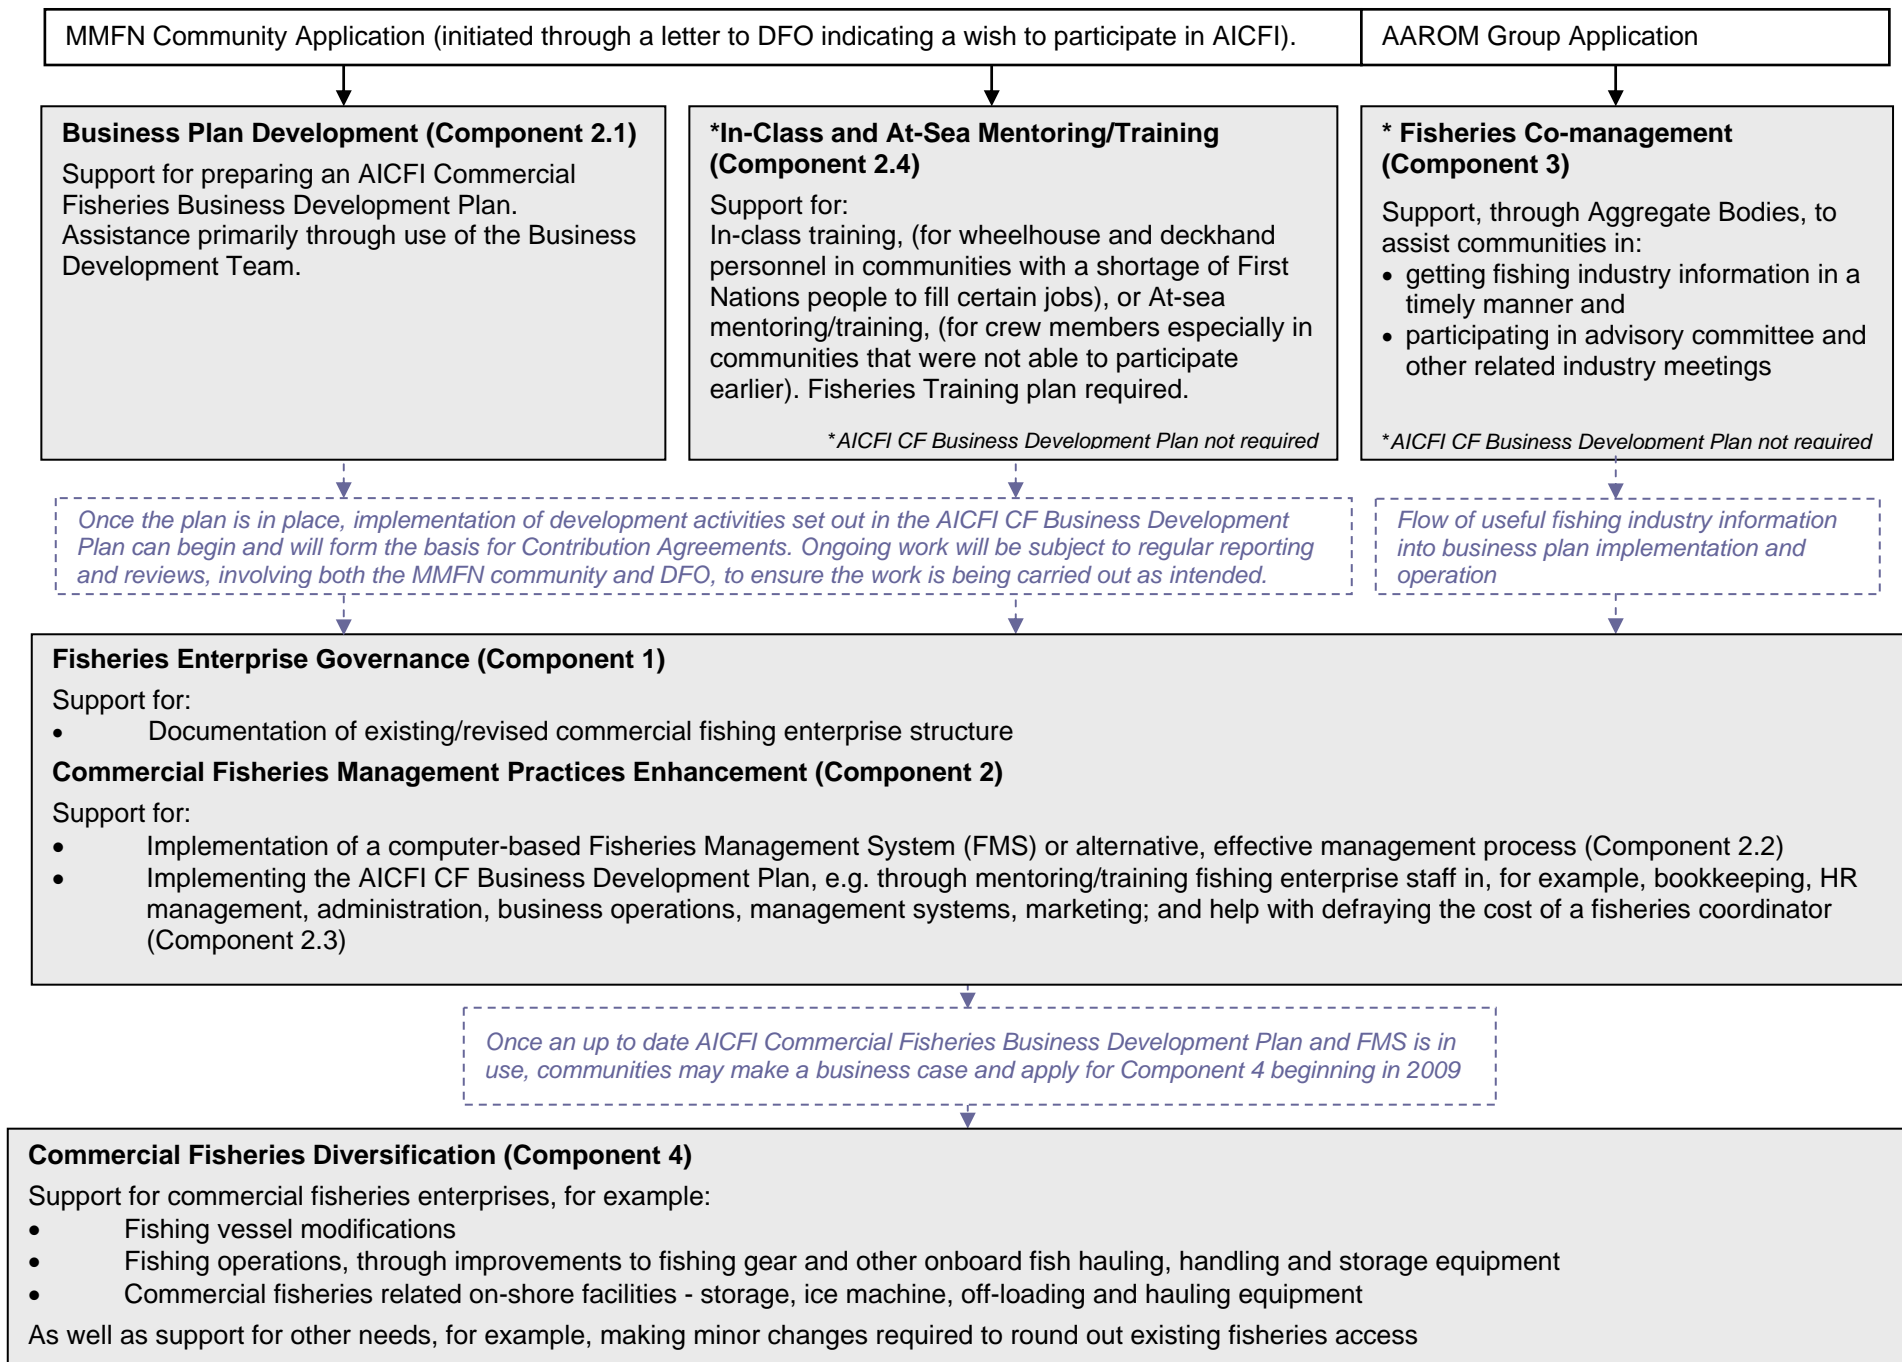 MMFN Community Application (initiated through a letter to DFO indicating a wish to participate in AICFI).
AAROM Group Application
Business Plan Development (Component 2.1)
Support for preparing an AICFI Commercial
Fisheries Business Development Plan.
Assistance primarily through use of the Business
Development Team.
*In-Class and At-Sea Mentoring/Training
(Component 2.4)
Support for:
In-class training, (for wheelhouse and deckhand
personnel in communities with a shortage of First
Nations people to fill certain jobs), or At-sea
mentoring/training, (for crew members especially in
communities that were not able to participate
earlier). Fisheries Training plan required.
*AICFI CF Business Development Plan not required
* Fisheries Co-management
(Component 3)
Support, through Aggregate Bodies, to
assist communities in:
• getting fishing industry information in a
timely manner and
• participating in advisory committee and
other related industry meetings
*AICFI CF Business Development Plan not required
Once the plan is in place, implementation of development activities set out in the AICFI CF Business Development
Plan can begin and will form the basis for Contribution Agreements. Ongoing work will be subject to regular reporting
and reviews, involving both the MMFN community and DFO, to ensure the work is being carried out as intended.
Flow of useful fishing industry information
into business plan implementation and
operation
Fisheries Enterprise Governance (Component 1)
Support for:
• Documentation of existing/revised commercial fishing enterprise structure
Commercial Fisheries Management Practices Enhancement (Component 2)
Support for:
• Implementation of a computer-based Fisheries Management System (FMS) or alternative, effective management process (Component 2.2)
• Implementing the AICFI CF Business Development Plan, e.g. through mentoring/training fishing enterprise staff in, for example, bookkeeping, HR
management, administration, business operations, management systems, marketing; and help with defraying the cost of a fisheries coordinator
(Component 2.3)
Once an up to date AICFI Commercial Fisheries Business Development Plan and FMS is in
use, communities may make a business case and apply for Component 4 beginning in 2009
Commercial Fisheries Diversification (Component 4)
Support for commercial fisheries enterprises, for example:
• Fishing vessel modifications
• Fishing operations, through improvements to fishing gear and other onboard fish hauling, handling and storage equipment
• Commercial fisheries related on-shore facilities - storage, ice machine, off-loading and hauling equipment
As well as support for other needs, for example, making minor changes required to round out existing fisheries access